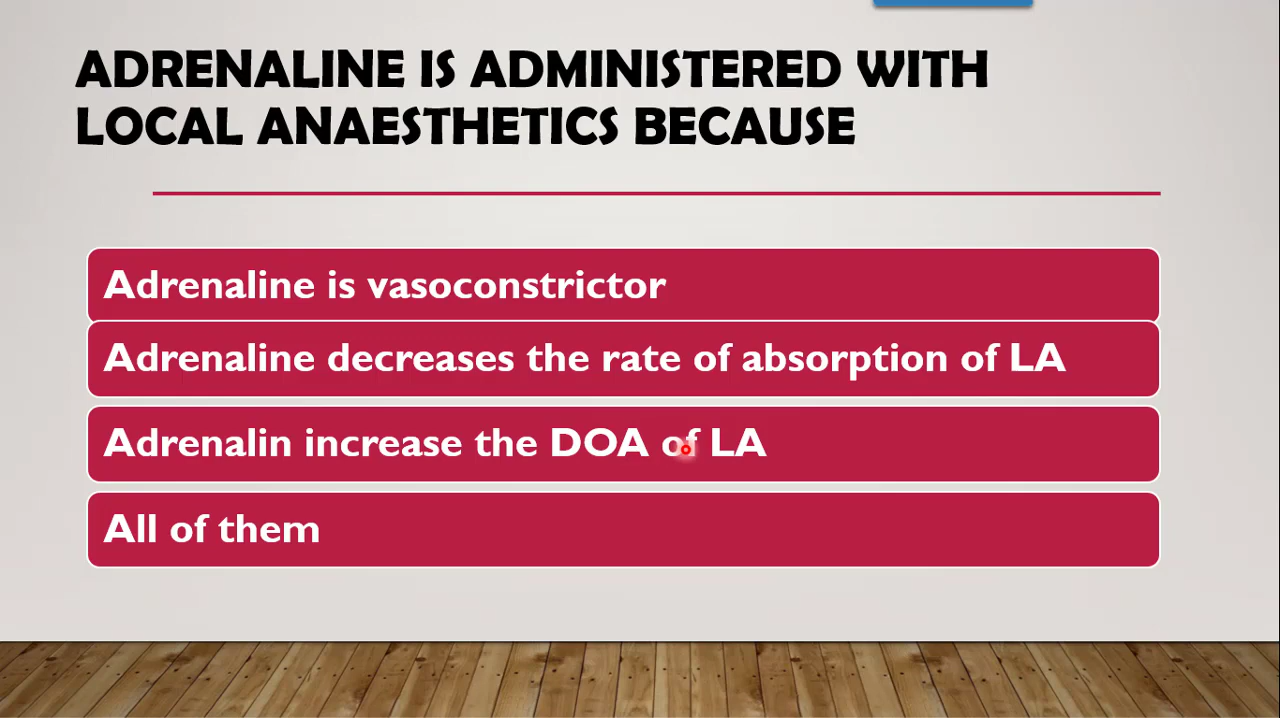 ADRENALINE IS ADMINISTERED WITH
LOCAL ANAESTHETICS BECAUSE
Adrenaline is vasoconstrictor
Adrenaline decreases the rate of absorption of LA
Adrenalin increase the DOA of LA
All of them